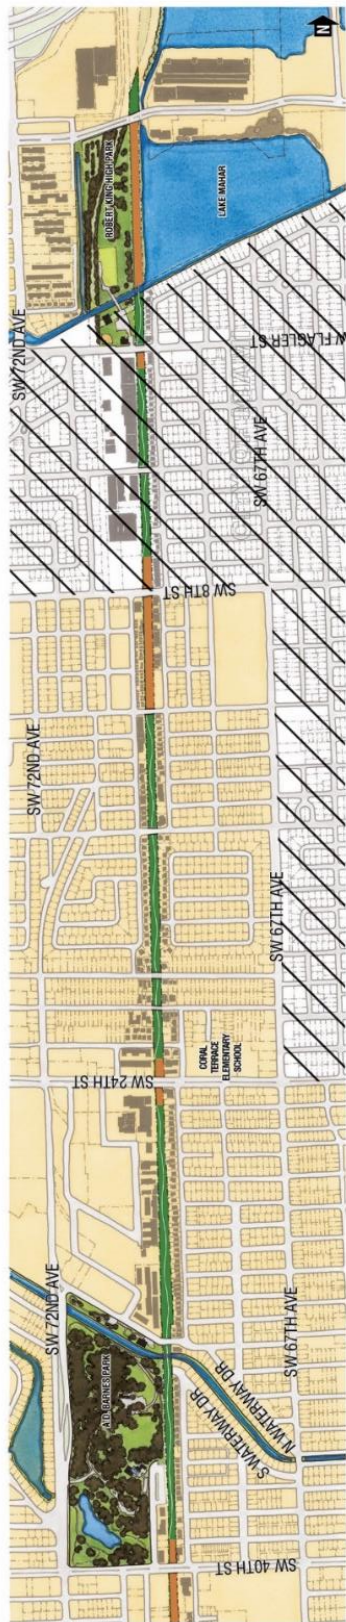 N
ROBERT KING HIGH PARK
LAKE MAHAR
SW 72ND AVE
W FLAGLER ST
SW 67TH AVE
SW 8TH ST
SW 72ND AVE
SW 67TH AVE
CORAL
TERRACE
ELEMENTARY
SCHOOL
SW 24TH ST
SW 72ND AVE
A.D. BARNES PARK
N WATERWAY DR
S WATERWAY DR
SW 67TH AVE
SW 40TH ST